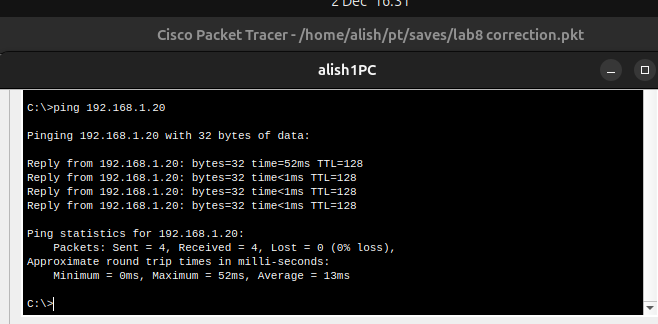 2 Dec 16:31
Cisco Packet Tracer - /home/alish/pt/saves/lab8 correction.pkt
alish1PC
C:\>ping 192.168.1.20
Pinging 192.168.1.20 with 32 bytes of data:
Reply from 192.168.1.20: bytes=32 time=52ms TTL=128
Reply from 192.168.1.20: bytes=32 time<1ms TTL=128
Reply from 192.168.1.20: bytes=32 time<1ms TTL=128
Reply from 192.168.1.20: bytes=32 time<1ms TTL=128
Ping statistics for 192.168.1.20:
Packets: Sent = 4, Received = 4, Lost = 0 (0% loss),
Approximate round trip times in milli-seconds:
Minimum = 0ms, Maximum = 52ms, Average = 13ms
C:\>